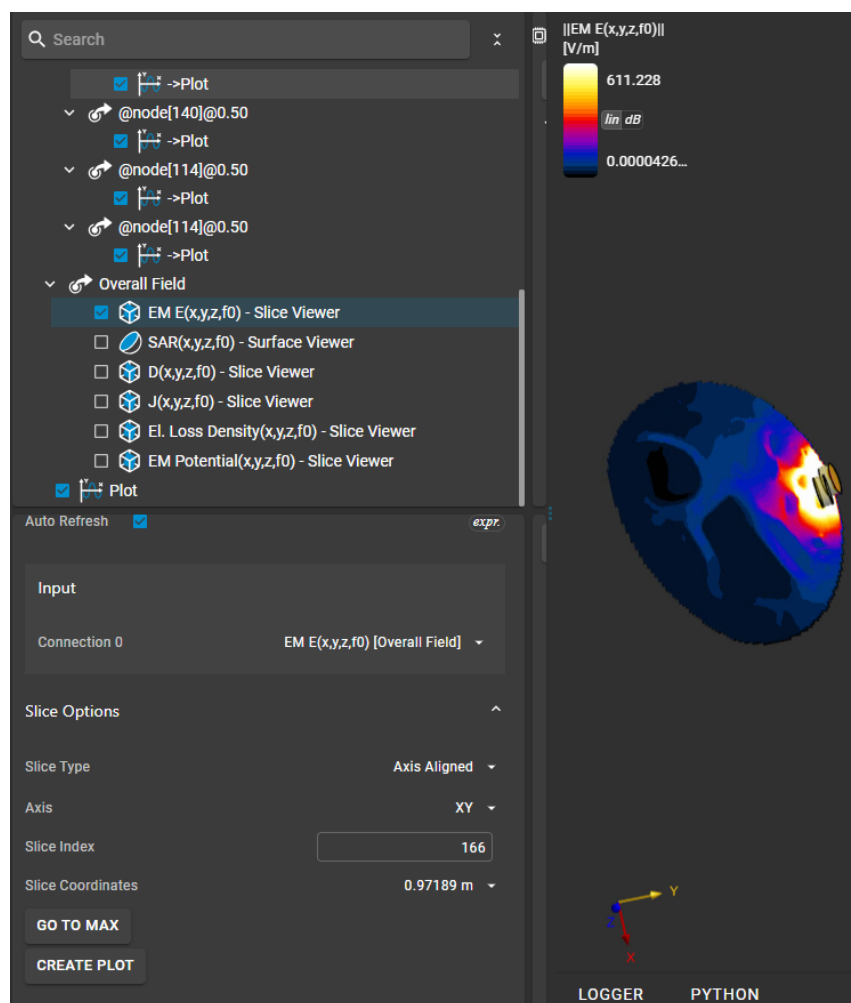 Search
->Plot
@node[140]@0.50
->Plot
@node[114]@0.50
->Plot
@node[114]@0.50
->Plot
Overall Field
EM E(x,y,z,f0) - Slice Viewer
SAR(x,y,z,f0) - Surface Viewer
D(x,y,z,f0) - Slice Viewer
J(x,y,z,f0) - Slice Viewer
El. Loss Density(x,y,z,f0) - Slice Viewer
EM Potential(x,y,z,f0) - Slice Viewer
Plot
Auto Refresh
expr.
Input
Connection 0
EM E(x,y,z,f0) [Overall Field]
Slice Options
Slice Type
Axis Aligned
Axis
XY
Slice Index
166
Slice Coordinates
0.97189 m
GO TO MAX
CREATE PLOT
||EM E(x,y,z,f0)||
[V/m]
611.228
lin dB
0.0000426...
Y
Z
X
LOGGER
PYTHON